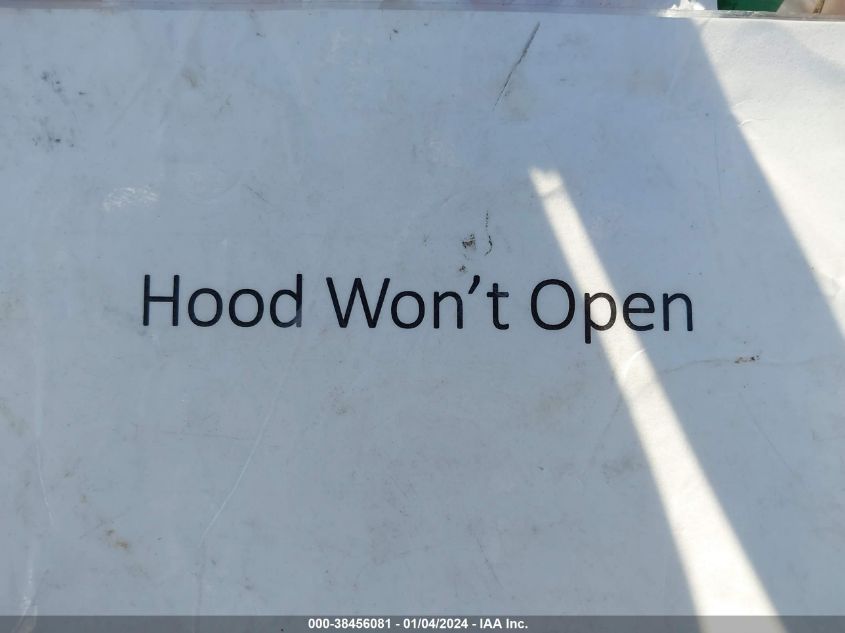 Hood Won’t Open
000-38456081 - 01/04/2024 - IAA Inc.